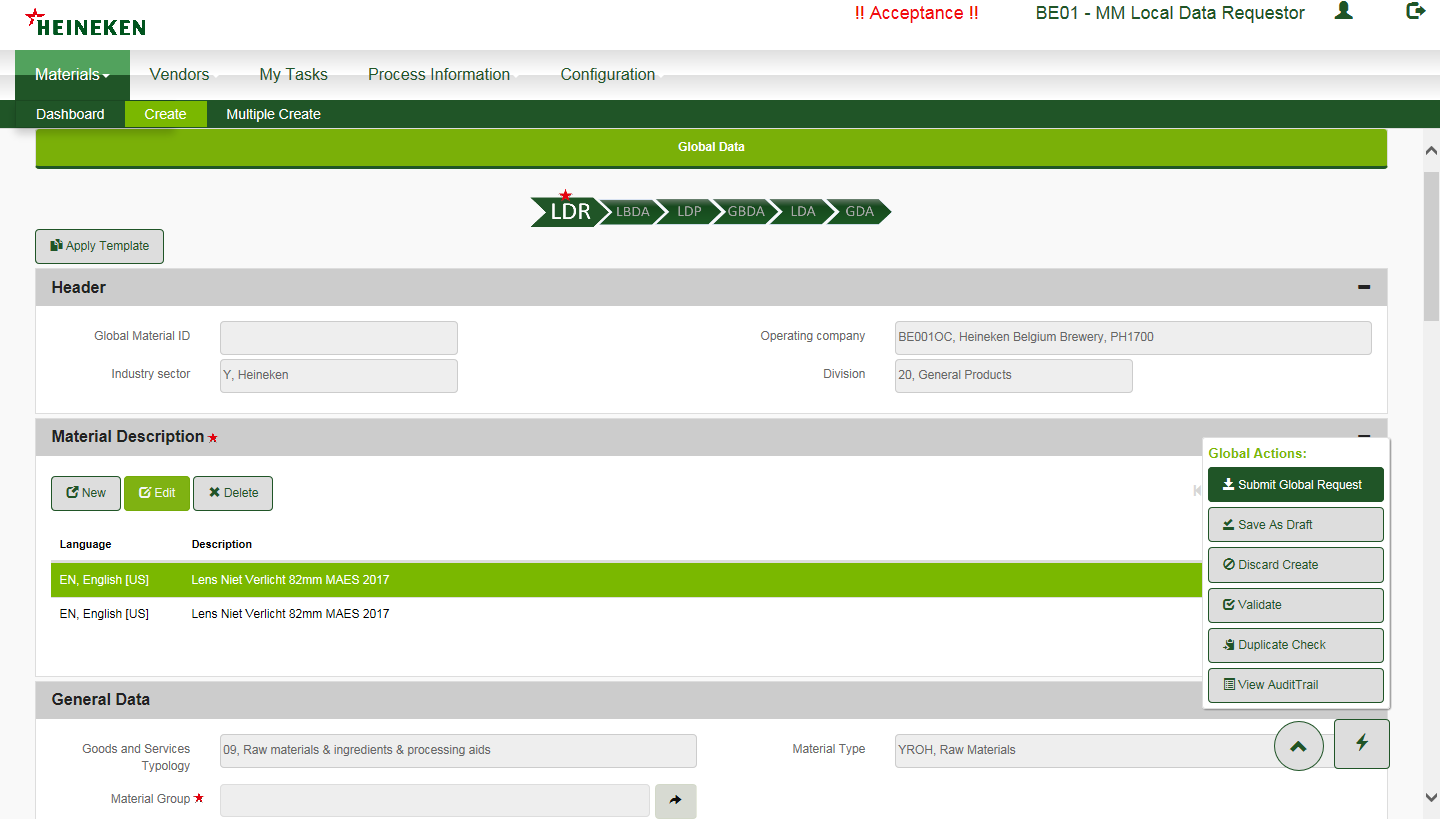 HEINEKEN
!! Acceptance !!
BE01 - MM Local Data Requestor
Materials
Vendors
My Tasks
Process Information
Configuration
Dashboard
Create
Multiple Create
Global Data
LDR
LBDA
LDP
GBDA
LDA
GDA
Apply Template
Header
Global Material ID
Operating company
BE001OC, Heineken Belgium Brewery, PH1700
Industry sector
Y, Heineken
Division
20, General Products
Material Description
New
Edit
Delete
Language
Description
EN, English [US]
Lens Niet Verlicht 82mm MAES 2017
EN, English [US]
Lens Niet Verlicht 82mm MAES 2017
Global Actions:
Submit Global Request
Save As Draft
Discard Create
Validate
Duplicate Check
View AuditTrail
General Data
Goods and Services
Typology
09, Raw materials & ingredients & processing aids
Material Type
YROH, Raw Materials
Material Group